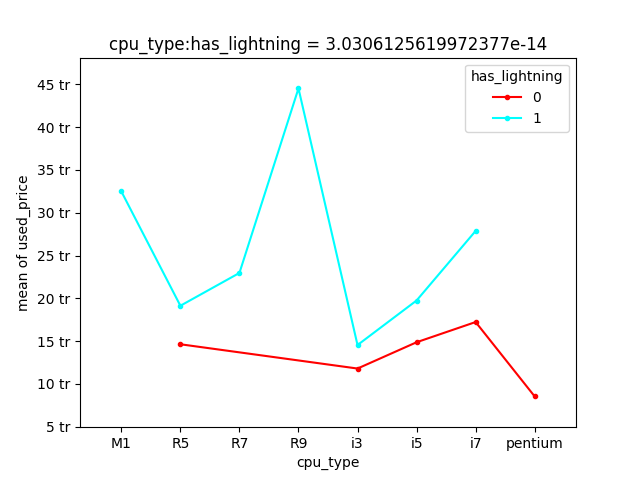 cpu_type:has_lightning = 3.0306125619972377e-14
has_lightning
0
1
mean of used_price
45 tr
40 tr
35 tr
30 tr
25 tr
20 tr
15 tr
10 tr
5 tr
M1 R5 R7 R9 i3 i5 i7 pentium
cpu_type